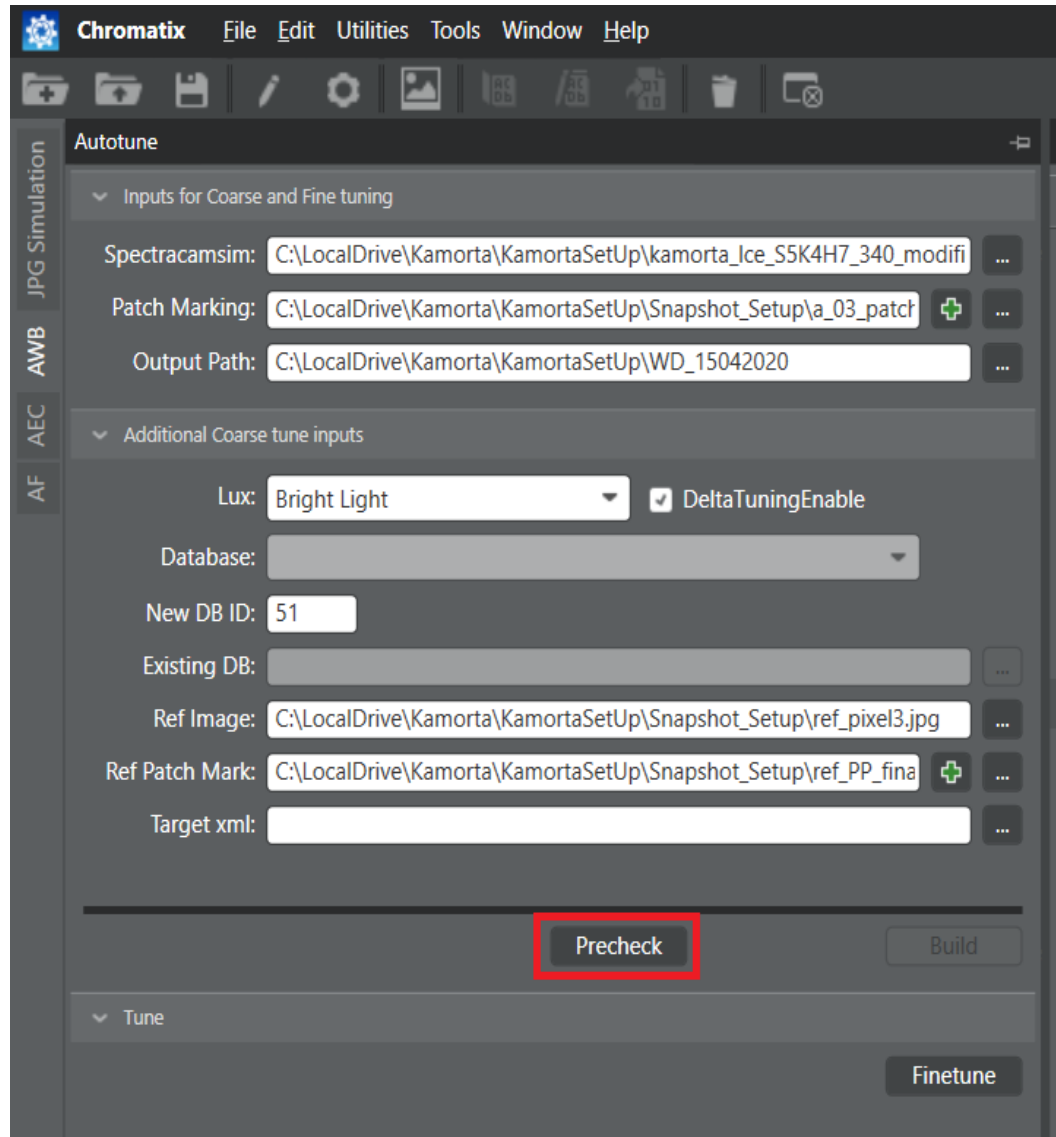 Chromatix File Edit Utilities Tools Window Help
Autotune
JPG Simulation
AWB
AEC
AF
Inputs for Coarse and Fine tuning
Spectracamsim: C:\LocalDrive\Kamorta\KamortaSetUp\kamorta_Ice_S5K4H7_340_modifi ...
Patch Marking: C:\LocalDrive\Kamorta\KamortaSetUp\Snapshot_Setup\a_03_patch ...
Output Path: C:\LocalDrive\Kamorta\KamortaSetUp\WD_15042020 ...
Additional Coarse tune inputs
Lux: Bright Light DeltaTuningEnable
Database:
New DB ID: 51
Existing DB: ...
Ref Image: C:\LocalDrive\Kamorta\KamortaSetUp\Snapshot_Setup\ref_pixel3.jpg ...
Ref Patch Mark: C:\LocalDrive\Kamorta\KamortaSetUp\Snapshot_Setup\ref_PP_fina ...
Target xml: ...
Precheck Build
Tune
Finetune